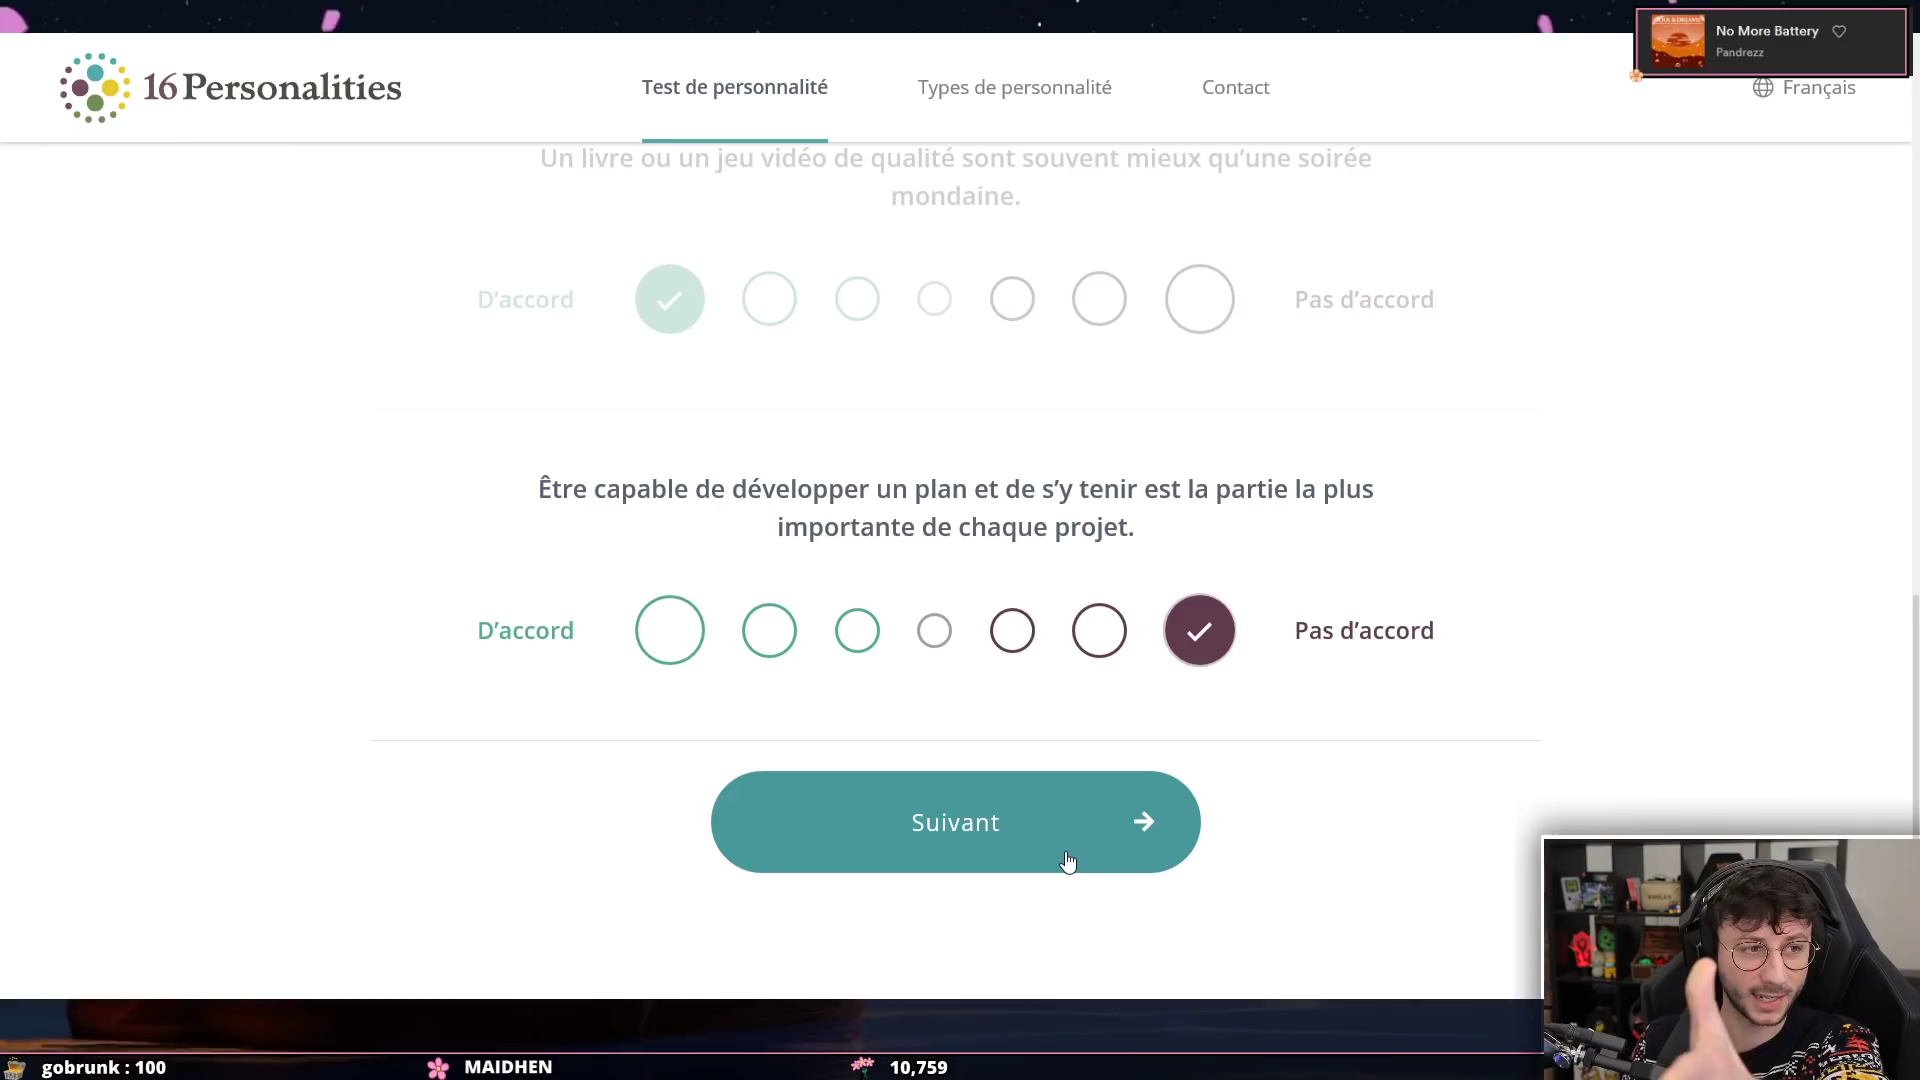 No More Battery
Pandrezz
16Personalities
Test de personnalité
Types de personnalité
Contact
Français
Un livre ou un jeu vidéo de qualité sont souvent mieux qu’une soirée
mondaine.
D’accord
Pas d’accord
Être capable de développer un plan et de s’y tenir est la partie la plus
importante de chaque projet.
D’accord
Pas d’accord
Suivant
gobrunk : 100
MAIDHEN
10,759